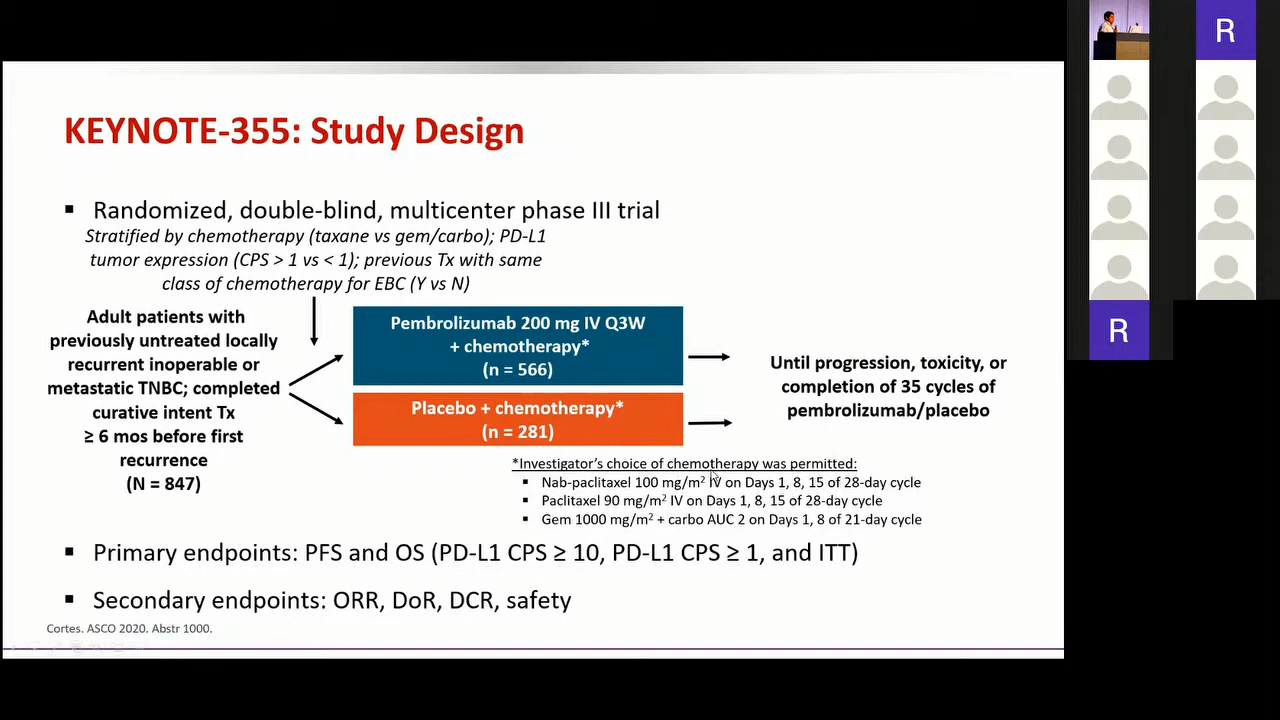 KEYNOTE-355: Study Design
▪ Randomized, double-blind, multicenter phase III trial
Stratified by chemotherapy (taxane vs gem/carbo); PD-L1
tumor expression (CPS > 1 vs < 1); previous Tx with same
class of chemotherapy for EBC (Y vs N)
Adult patients with
previously untreated locally
recurrent inoperable or
metastatic TNBC; completed
curative intent Tx
≥ 6 mos before first
recurrence
(N = 847)
Pembrolizumab 200 mg IV Q3W
+ chemotherapy*
(n = 566)
Placebo + chemotherapy*
(n = 281)
Until progression, toxicity, or
completion of 35 cycles of
pembrolizumab/placebo
*Investigator's choice of chemotherapy was permitted:
▪ Nab-paclitaxel 100 mg/m² IV on Days 1, 8, 15 of 28-day cycle
▪ Paclitaxel 90 mg/m² IV on Days 1, 8, 15 of 28-day cycle
▪ Gem 1000 mg/m² + carbo AUC 2 on Days 1, 8 of 21-day cycle
▪ Primary endpoints: PFS and OS (PD-L1 CPS ≥ 10, PD-L1 CPS ≥ 1, and ITT)
▪ Secondary endpoints: ORR, DoR, DCR, safety
Cortes. ASCO 2020. Abstr 1000.
R
R